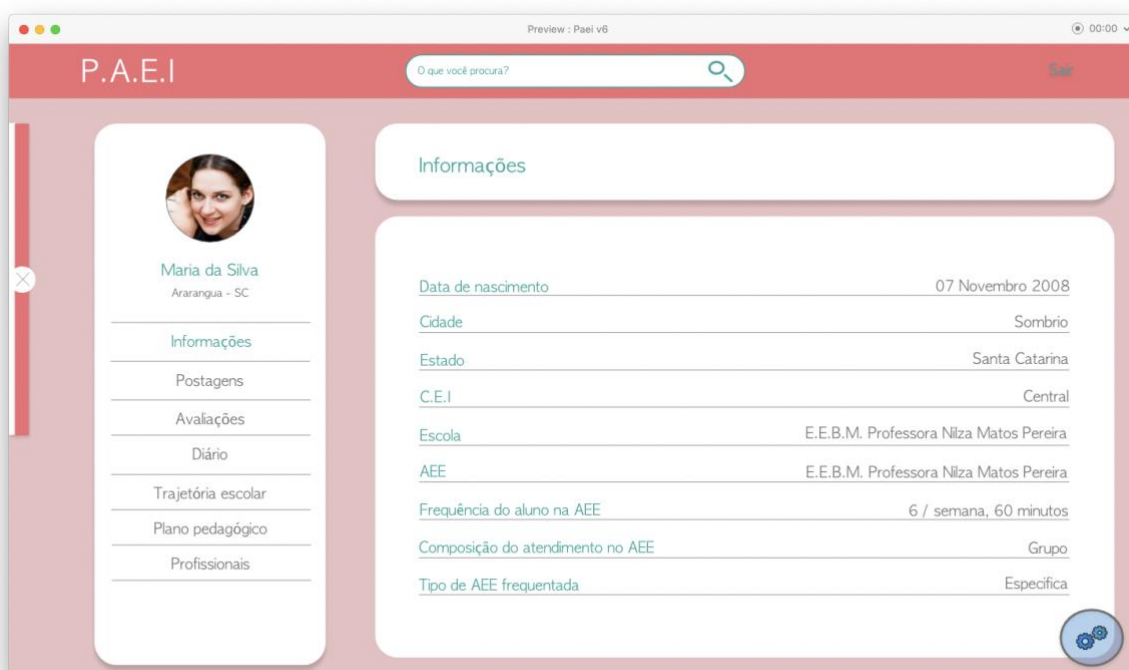 Preview : Paei v6
00:00
P.A.E.I
O que você procura?
Sair
Maria da Silva
Ararangua - SC
Informações
Postagens
Avaliações
Diário
Trajetória escolar
Plano pedagógico
Profissionais
Informações
Data de nascimento 07 Novembro 2008
Cidade Sombrio
Estado Santa Catarina
C.E.I Central
Escola E.E.B.M. Professora Nilza Matos Pereira
AEE E.E.B.M. Professora Nilza Matos Pereira
Frequência do aluno na AEE 6 / semana, 60 minutos
Composição do atendimento no AEE Grupo
Tipo de AEE frequentada Especifica